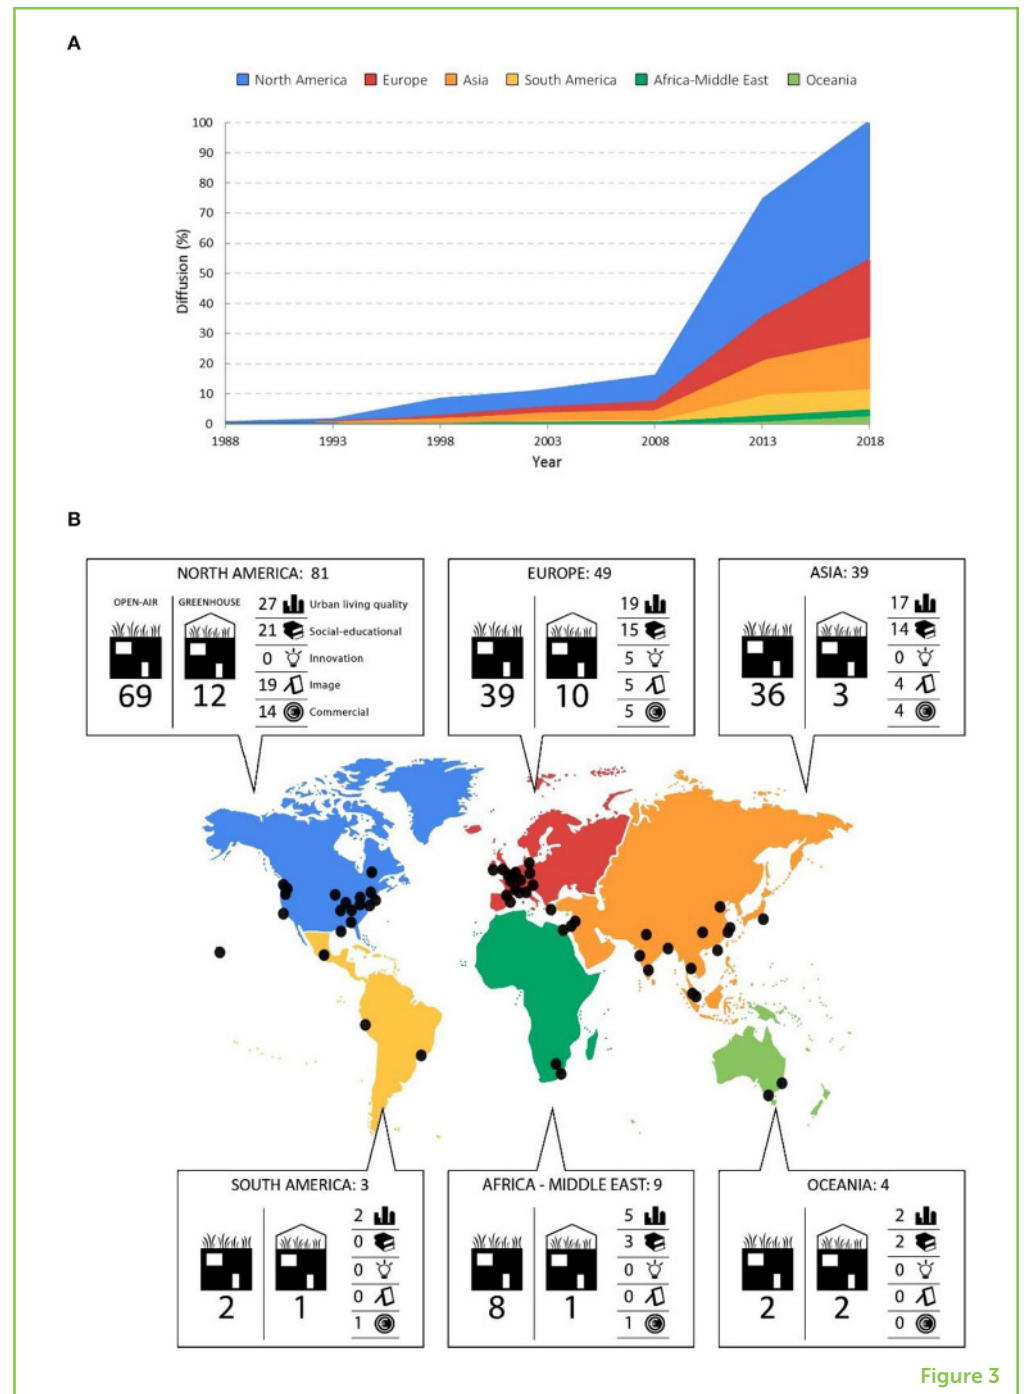 A
North America Europe Asia South America Africa-Middle East Oceania
100
90
80
70
60
50
40
30
20
10
0
Diffusion (%)
1988 1993 1998 2003 2008 2013 2018
Year
B
NORTH AMERICA: 81
OPEN-AIR GREENHOUSE
69 12
27 Urban living quality
21 Social-educational
0 Innovation
19 Image
14 Commercial
EUROPE: 49
39 10
19
15
5
5
5
ASIA: 39
36 3
17
14
0
4
4
SOUTH AMERICA: 3
2 1
2
0
0
0
1
AFRICA - MIDDLE EAST: 9
8 1
5
3
0
0
1
OCEANIA: 4
2 2
2
2
0
0
0
Figure 3